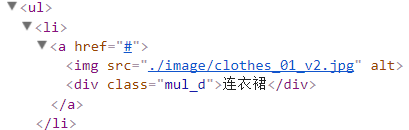 ▼<ul>
▼<li>
▼<a href="#">
<img src="./image/clothes_01_v2.jpg" alt>
<div class="mul_d">连衣裙</div>
</a>
</li>